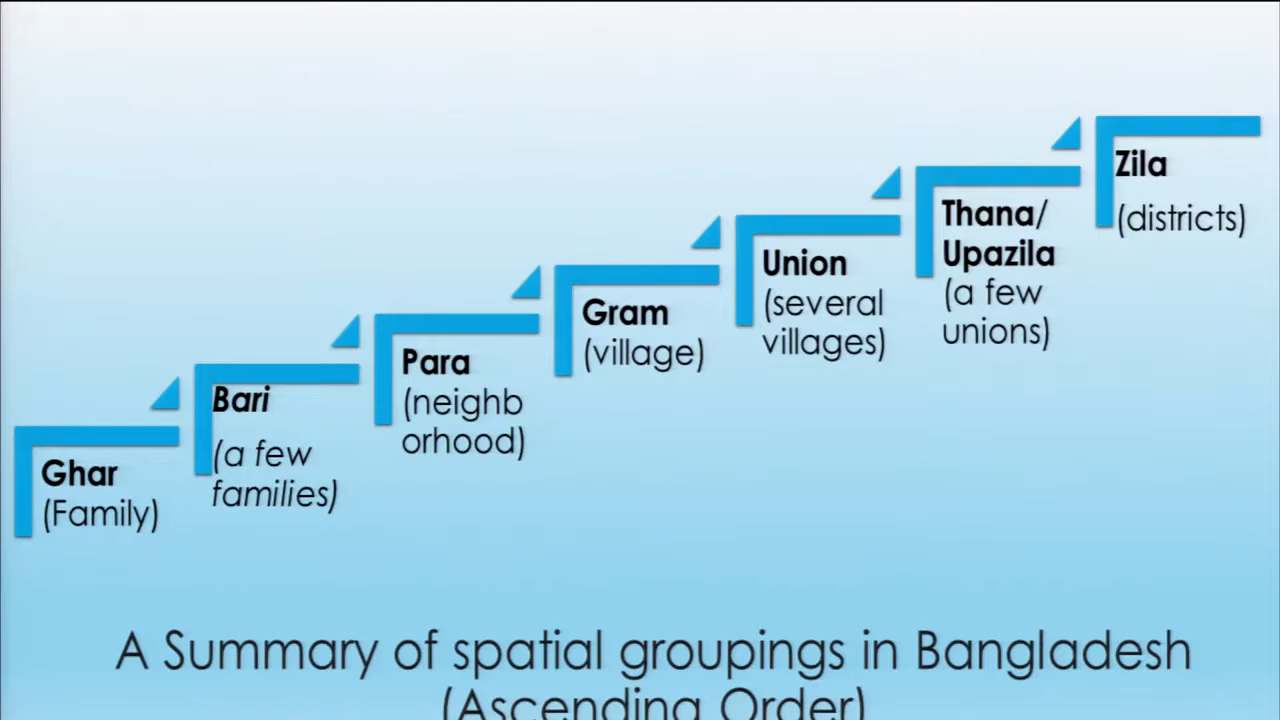 Ghar
(Family)
Bari
(a few
families)
Para
(neighb
orhood)
Gram
(village)
Union
(several
villages)
Thana/
Upazila
(a few
unions)
Zila
(districts)
A Summary of spatial groupings in Bangladesh
(Ascending Order)